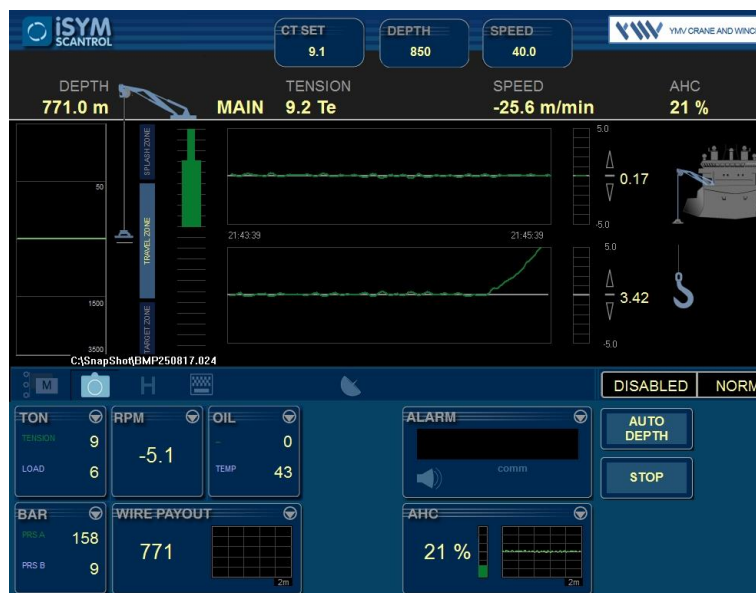 iSYM
SCANTROL
CT SET
9.1
DEPTH
850
SPEED
40.0
YMV CRANE AND WINC
DEPTH
771.0 m
MAIN
TENSION
9.2 Te
SPEED
-25.6 m/min
AHC
21 %
SPLASH ZONE
TRAVEL ZONE
TARGET ZONE
50
1500
3500
5.0
0.17
-5.0
21:43:39
21:45:39
5.0
3.42
-5.0
C:\SnapShot\BMP250817.024
M
H
DISABLED
NORM
TON
TENSION
9
LOAD
6
RPM
-5.1
OIL
-
0
TEMP
43
ALARM
comm
AUTO
DEPTH
STOP
BAR
PRS A
158
PRS B
9
WIRE PAYOUT
771
2m
AHC
21 %
2m